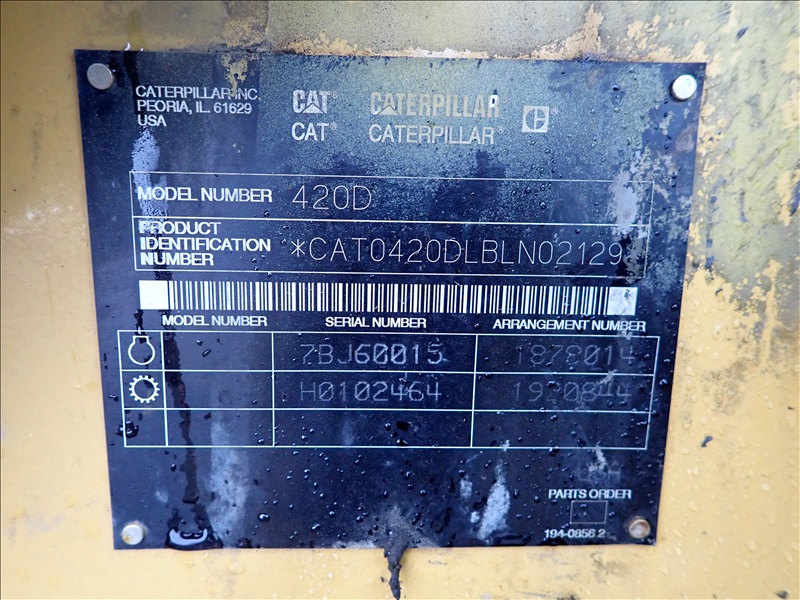 CATERPILLAR INC.
PEORIA, IL. 61629
USA
CAT® CATERPILLAR
CAT® CATERPILLAR®
MODEL NUMBER 420D
PRODUCT
IDENTIFICATION
NUMBER
*CAT0420DLBLN02129
MODEL NUMBER SERIAL NUMBER ARRANGEMENT NUMBER
7BJ60015 1878014
H0102464
PARTS ORDER
194-0856 2